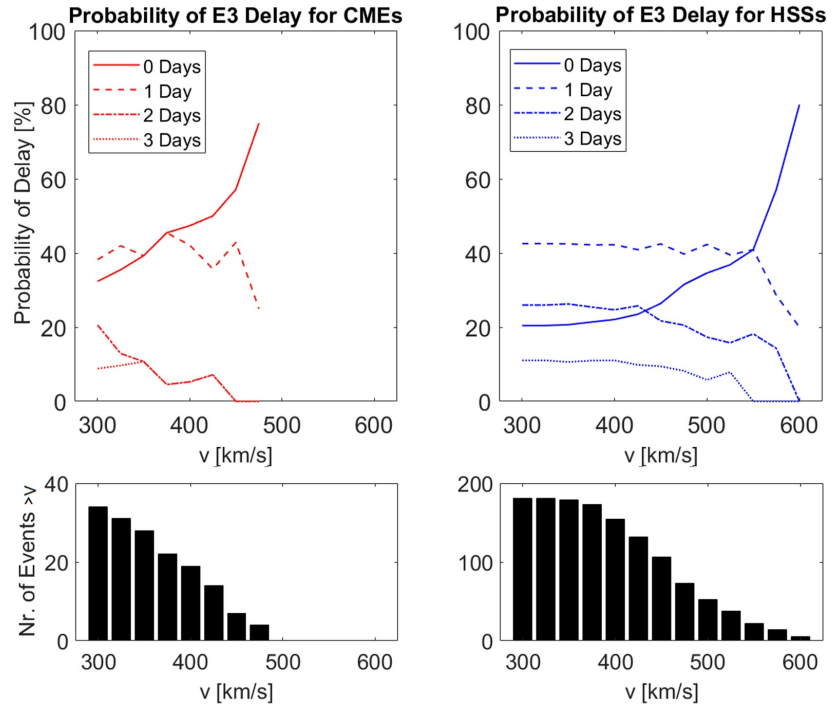 Probability of E3 Delay for CMEs
100
80
60
40
20
0
Probability of Delay [%]
0 Days
1 Day
2 Days
3 Days
300 400 500 600
v [km/s]
Probability of E3 Delay for HSSs
100
80
60
40
20
0
0 Days
1 Day
2 Days
3 Days
300 400 500 600
v [km/s]
40
20
0
Nr. of Events >v
300 400 500 600
v [km/s]
200
100
0
300 400 500 600
v [km/s]